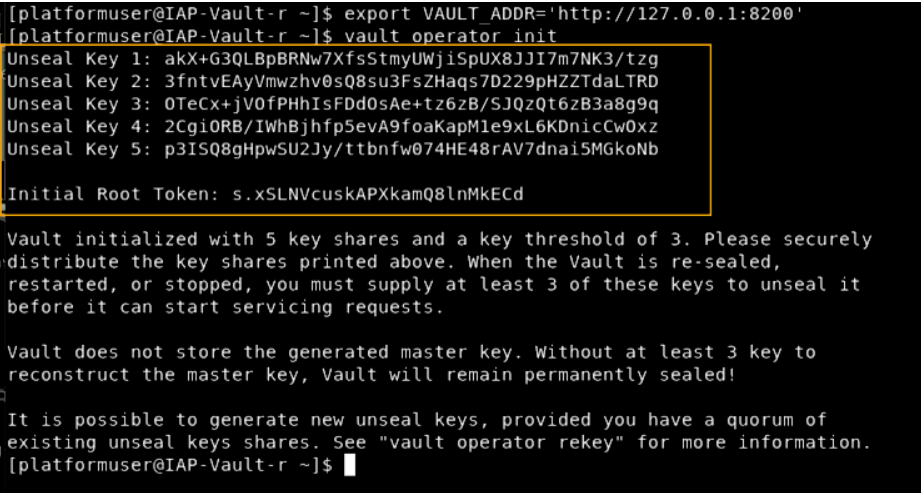 [platformuser@IAP-Vault-r ~]$ export VAULT_ADDR='http://127.0.0.1:8200'
[platformuser@IAP-Vault-r ~]$ vault operator init
Unseal Key 1: akX+G3QLBpBRNw7XfsStmyUWjiSpUX8JJI7m7NK3/tzg
Unseal Key 2: 3fntvEAyVmwzhv0sQ8su3FsZHaqs7D229pHZZTdaLTRD
Unseal Key 3: OTeCx+jVOfPHhIsFDdOsAe+tz6zB/SJQzQt6zB3a8g9q
Unseal Key 4: 2CgiORB/IWhBjhfp5evA9foaKapM1e9xL6KDnicCwOxz
Unseal Key 5: p3ISQ8gHpwSU2Jy/ttbnfw074HE48rAV7dnai5MGkoNb
Initial Root Token: s.xSLNVcuskAPXkamQ8lnMkECd
Vault initialized with 5 key shares and a key threshold of 3. Please securely
distribute the key shares printed above. When the Vault is re-sealed,
restarted, or stopped, you must supply at least 3 of these keys to unseal it
before it can start servicing requests.
Vault does not store the generated master key. Without at least 3 key to
reconstruct the master key, Vault will remain permanently sealed!
It is possible to generate new unseal keys, provided you have a quorum of
existing unseal keys shares. See "vault operator rekey" for more information.
[platformuser@IAP-Vault-r ~]$